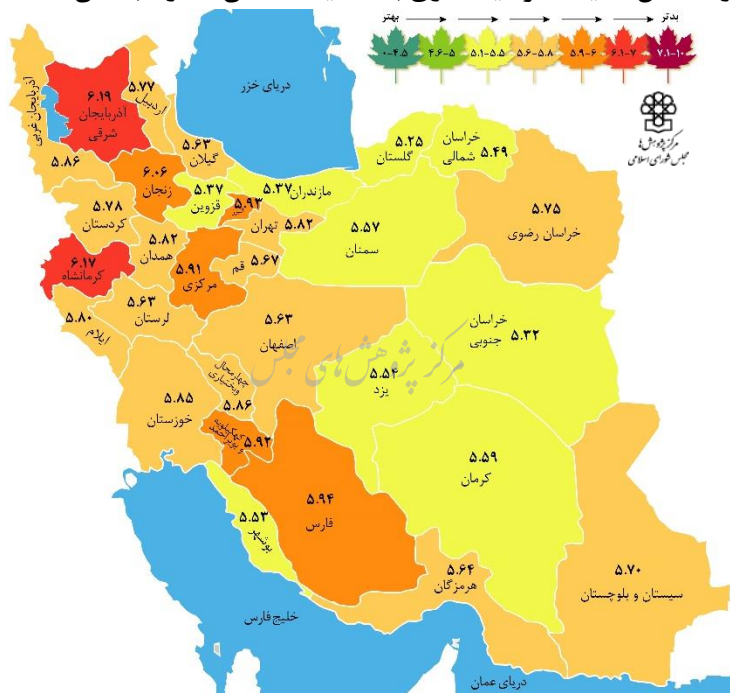 بهتر
بدتر
۰-۴.۵
۴.۶-۵
۵.۱-۵.۵
۵.۶-۵.۸
۵.۹-۶
۶.۱-۷
۷.۱-۱۰
مرکز پژوهش‌ها
مجلس شورای اسلامی
دریای خزر
آذربایجان غربی
۵.۸۶
۶.۱۹
آذربایجان
شرقی
۵.۷۷
اردبیل
۵.۶۳
گیلان
۶.۰۶
زنجان
۵.۳۷
قزوین
۵.۳۷
مازندران
۵.۲۵
گلستان
خراسان
شمالی
۵.۴۹
۵.۷۵
خراسان رضوی
۵.۷۸
کردستان
۵.۸۲
همدان
۵.۹۳
تهران
۵.۸۲
۵.۵۷
سمنان
۶.۱۷
کرمانشاه
۵.۹۱
مرکزی
قم
۵.۶۷
۵.۸۰
ایلام
۵.۶۳
لرستان
۵.۶۳
اصفهان
خراسان
جنوبی
۵.۳۲
مرکز پژوهش‌های مجلس
۵.۵۴
یزد
چهارمحال
وبختیاری
۵.۸۶
۵.۸۵
خوزستان
کهگیلویه
و بویراحمد
۵.۹۲
۵.۹۴
فارس
۵.۵۹
کرمان
۵.۵۳
بوشهر
۵.۶۴
هرمزگان
۵.۷۰
سیستان و بلوچستان
خلیج فارس
دریای عمان